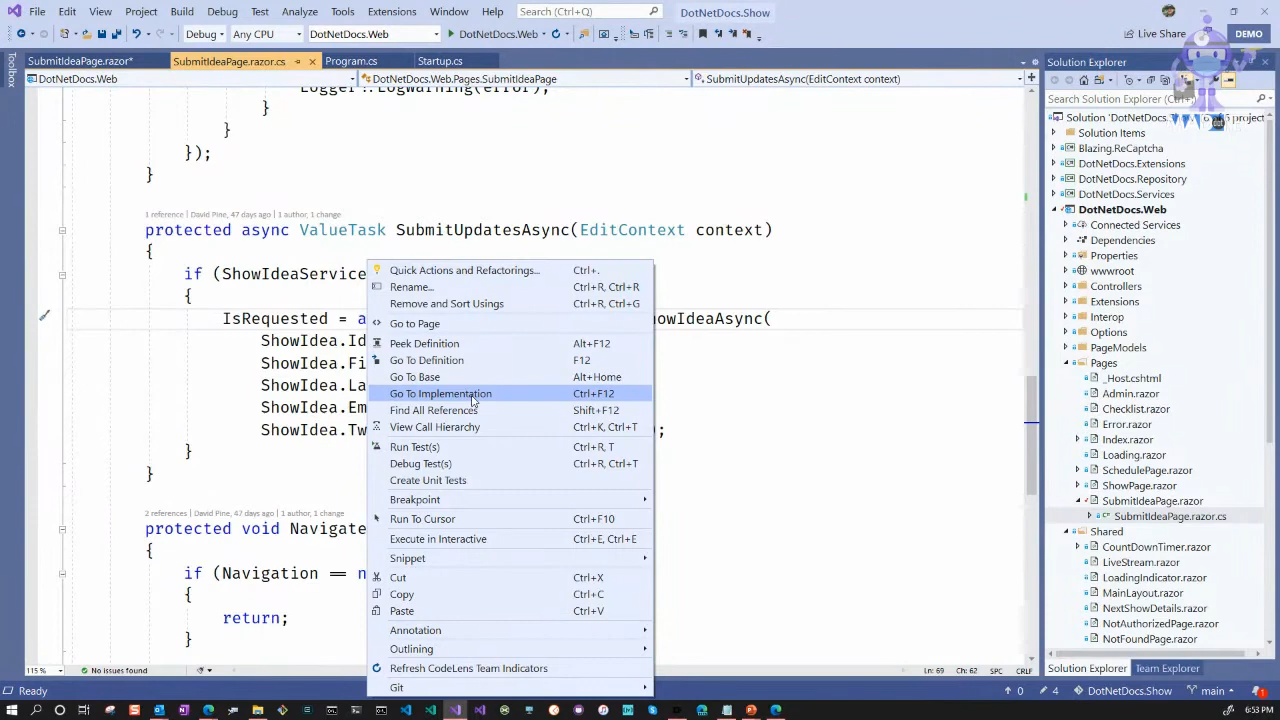 File Edit View Git Project Build Debug Test Analyze Tools Extensions Window Help Search (Ctrl+Q) DotNetDocs.Show
Debug Any CPU DotNetDocs.Web DotNetDocs.Web Live Share DEMO
Toolbox
SubmitIdeaPage.razor* SubmitIdeaPage.razor.cs Program.cs Startup.cs
DotNetDocs.Web DotNetDocs.Web.Pages.SubmitIdeaPage SubmitUpdatesAsync(EditContext context)
Logger?.LogWarning(error);
}
}
});
}
1 reference | David Pine, 47 days ago | 1 author, 1 change
protected async ValueTask SubmitUpdatesAsync(EditContext context)
{
if (ShowIdeaService
{
IsRequested = a howIdeaAsync(
ShowIdea.Id
ShowIdea.Fi
ShowIdea.La
ShowIdea.Em
ShowIdea.Tw );
}
}
2 references | David Pine, 47 days ago | 1 author, 1 change
protected void Navigate
{
if (Navigation == n
{
return;
}
Quick Actions and Refactorings... Ctrl+.
Rename... Ctrl+R, Ctrl+R
Remove and Sort Usings Ctrl+R, Ctrl+G
Go to Page
Peek Definition Alt+F12
Go To Definition F12
Go To Base Alt+Home
Go To Implementation Ctrl+F12
Find All References Shift+F12
View Call Hierarchy Ctrl+K, Ctrl+T
Run Test(s) Ctrl+R, T
Debug Test(s) Ctrl+R, Ctrl+T
Create Unit Tests
Breakpoint
Run To Cursor Ctrl+F10
Execute in Interactive Ctrl+E, Ctrl+E
Snippet
Cut Ctrl+X
Copy Ctrl+C
Paste Ctrl+V
Annotation
Outlining
Refresh CodeLens Team Indicators
Git
Solution Explorer
Search Solution Explorer (Ctrl+
Solution 'DotNetDocs.Show' project
Solution Items
Blazing.ReCaptcha
DotNetDocs.Extensions
DotNetDocs.Repository
DotNetDocs.Services
DotNetDocs.Web
Connected Services
Dependencies
Properties
wwwroot
Controllers
Extensions
Interop
Options
PageModels
Pages
_Host.cshtml
Admin.razor
Checklist.razor
Error.razor
Index.razor
Loading.razor
SchedulePage.razor
ShowPage.razor
SubmitIdeaPage.razor
SubmitIdeaPage.razor.cs
Shared
CountDownTimer.razor
LiveStream.razor
LoadingIndicator.razor
MainLayout.razor
NextShowDetails.razor
NotAuthorizedPage.razor
NotFoundPage.razor
Solution Explorer Team Explorer
115 % No issues found Ln: 69 Ch: 62 SPC CRLF
Ready 0 4 DotNetDocs.Show main 1
6:53 PM